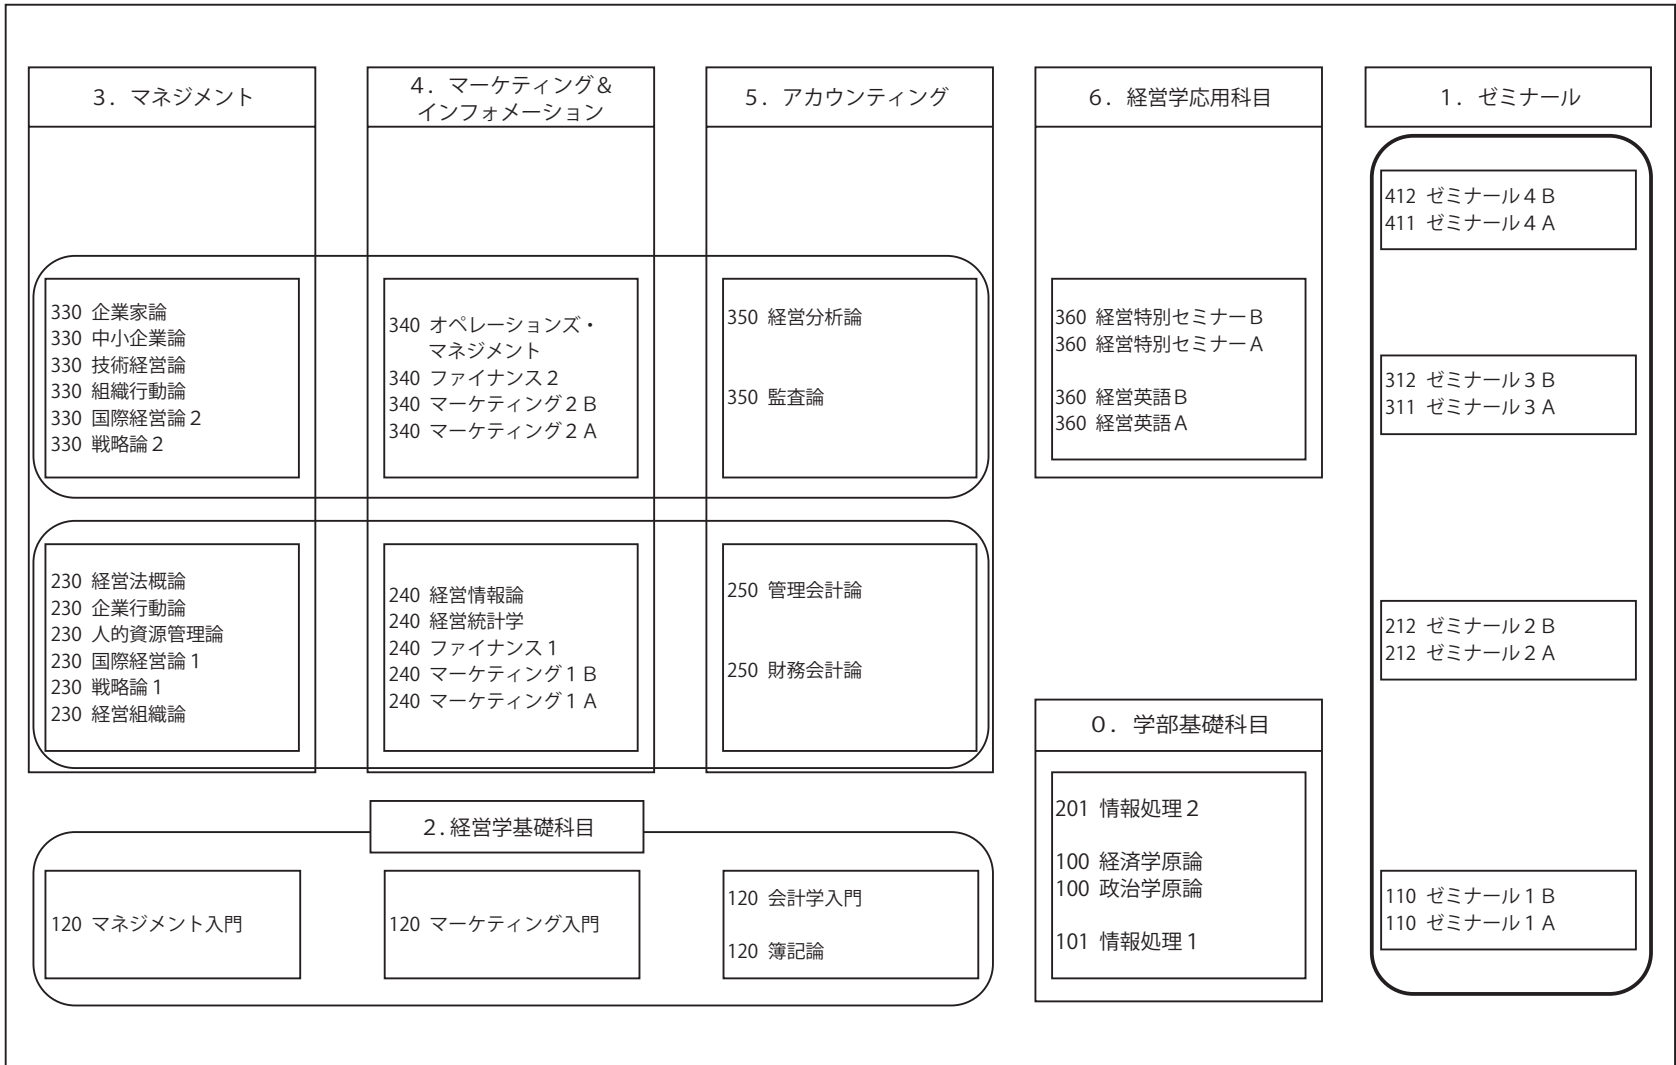 ３．マネジメント
330 企業家論
330 中小企業論
330 技術経営論
330 組織行動論
330 国際経営論２
330 戦略論２
230 経営法概論
230 企業行動論
230 人的資源管理論
230 国際経営論１
230 戦略論１
230 経営組織論
４．マーケティング＆
インフォメーション
340 オペレーションズ・
マネジメント
340 ファイナンス２
340 マーケティング２Ｂ
340 マーケティング２Ａ
240 経営情報論
240 経営統計学
240 ファイナンス１
240 マーケティング１Ｂ
240 マーケティング１Ａ
５．アカウンティング
350 経営分析論
350 監査論
250 管理会計論
250 財務会計論
２．経営学基礎科目
120 マネジメント入門
120 マーケティング入門
120 会計学入門
120 簿記論
６．経営学応用科目
360 経営特別セミナーＢ
360 経営特別セミナーＡ
360 経営英語Ｂ
360 経営英語Ａ
０．学部基礎科目
201 情報処理２
100 経済学原論
100 政治学原論
101 情報処理１
１．ゼミナール
412 ゼミナール４Ｂ
411 ゼミナール４Ａ
312 ゼミナール３Ｂ
311 ゼミナール３Ａ
212 ゼミナール２Ｂ
212 ゼミナール２Ａ
110 ゼミナール１Ｂ
110 ゼミナール１Ａ